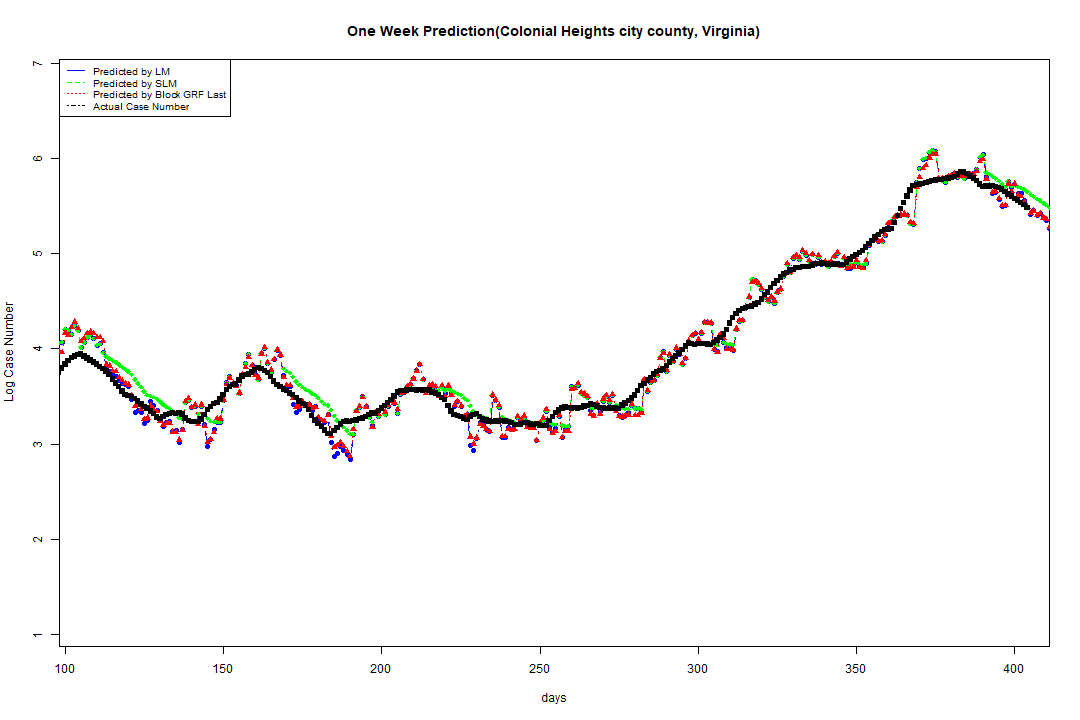 One Week Prediction(Colonial Heights city county, Virginia)
Predicted by LM
Predicted by SLM
Predicted by Block GRF Last
Actual Case Number
7
6
5
4
3
2
1
Log Case Number
100 150 200 250 300 350 400
days